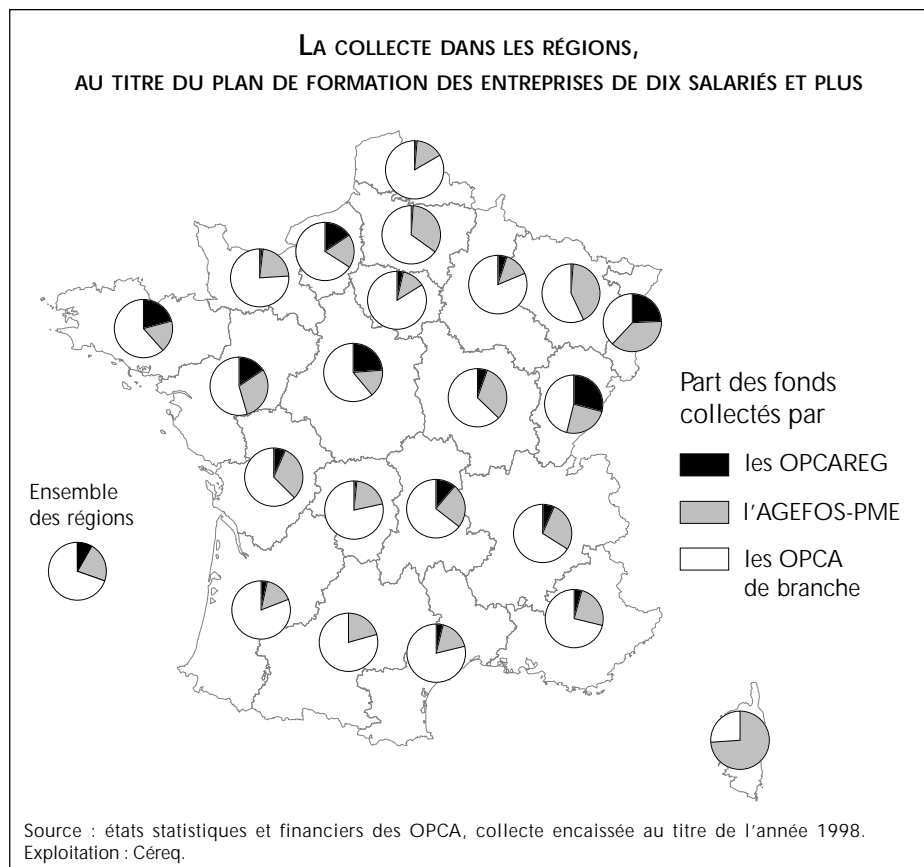 LA COLLECTE DANS LES RÉGIONS,
AU TITRE DU PLAN DE FORMATION DES ENTREPRISES DE DIX SALARIÉS ET PLUS
Part des fonds
collectés par
les OPCAREG
l'AGEFOS-PME
les OPCA
de branche
Ensemble
des régions
Source : états statistiques et financiers des OPCA, collecte encaissée au titre de l'année 1998.
Exploitation : Céreq.